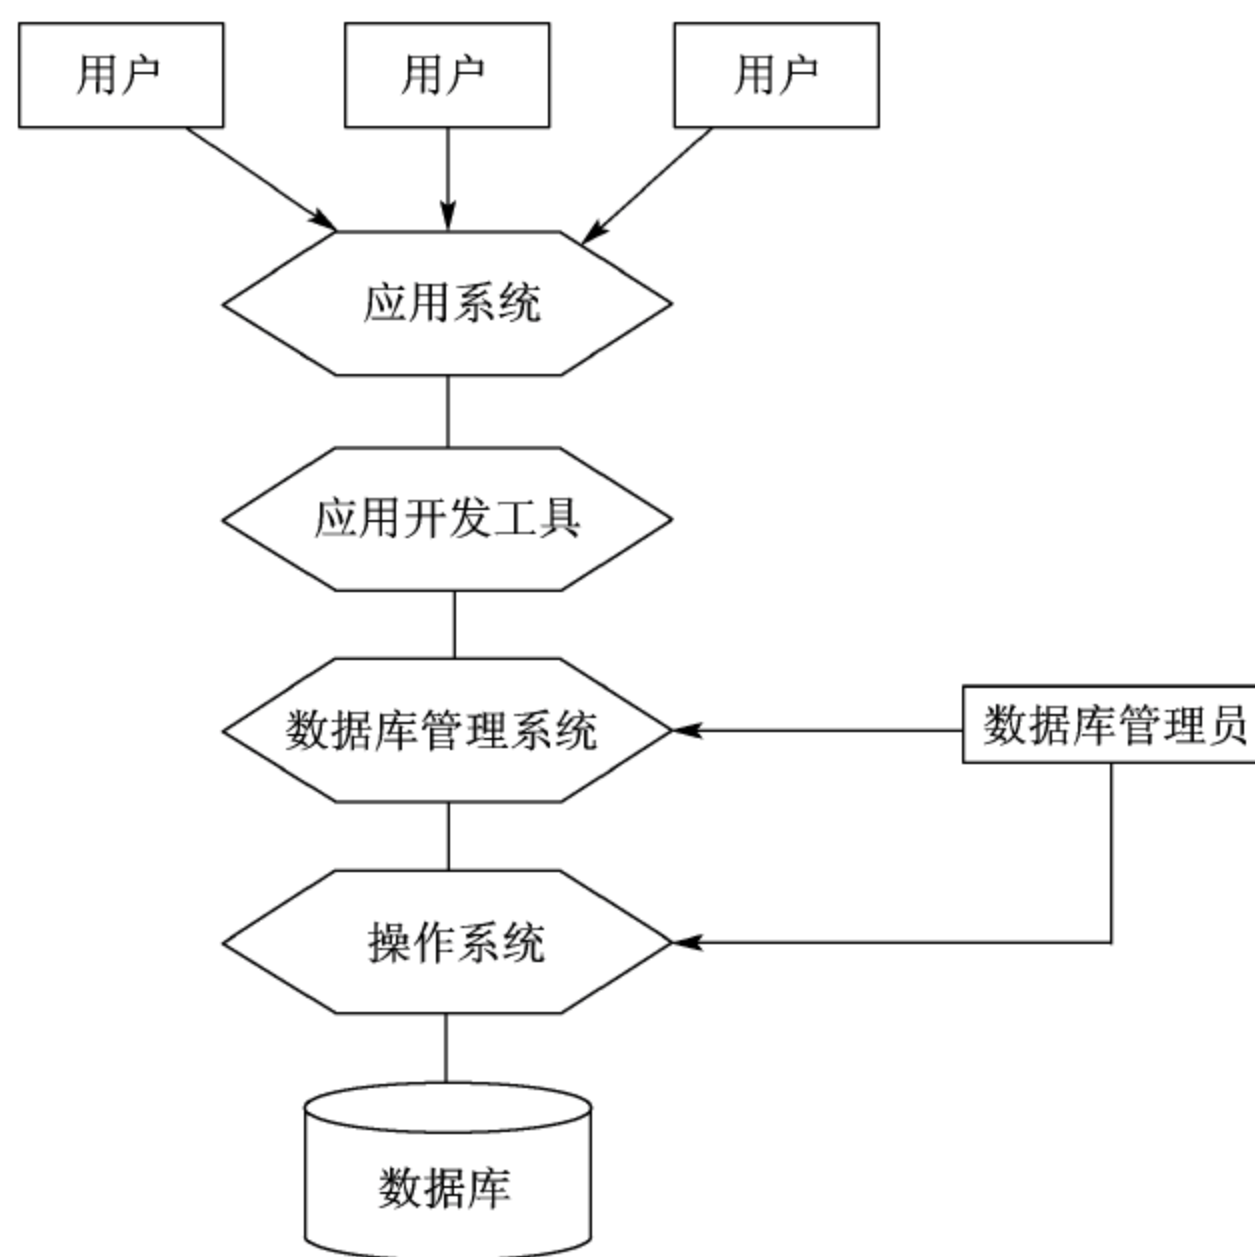 用户
用户
用户
应用系统
应用开发工具
数据库管理系统
数据库管理员
操作系统
数据库